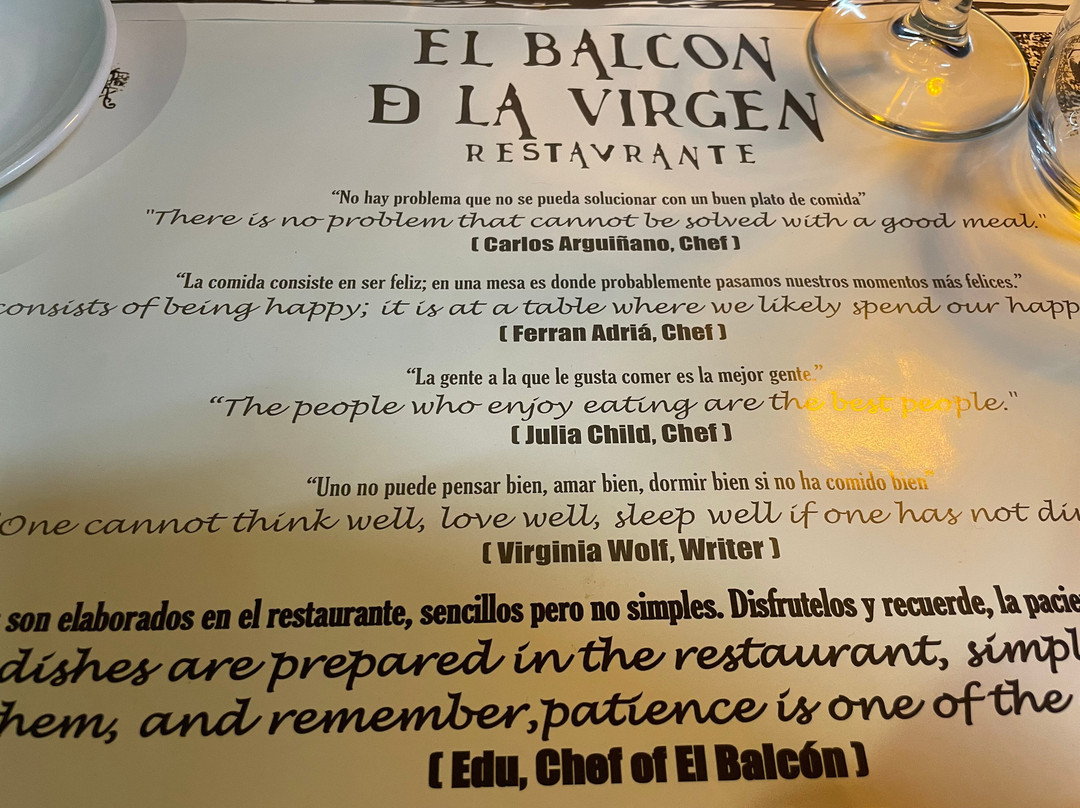 EL BALCON
D LA VIRGEN
RESTAVRANTE
“No hay problema que no se pueda solucionar con un buen plato de comida”
"There is no problem that cannot be solved with a good meal."
( Carlos Arguiñano, Chef )
“La comida consiste en ser feliz; en una mesa es donde probablemente pasamos nuestros momentos más felices.”
consists of being happy; it is at a table where we likely spend our happ
( Ferran Adriá, Chef )
“La gente a la que le gusta comer es la mejor gente.”
“The people who enjoy eating are the best people."
( Julia Child, Chef )
“Uno no puede pensar bien, amar bien, dormir bien si no ha comido bien”
"One cannot think well, love well, sleep well if one has not di
( Virginia Wolf, Writer )
son elaborados en el restaurante, sencillos pero no simples. Disfrutelos y recuerde, la pacie
dishes are prepared in the restaurant, simpl
hem, and remember,patience is one of the
( Edu, Chef of El Balcón )